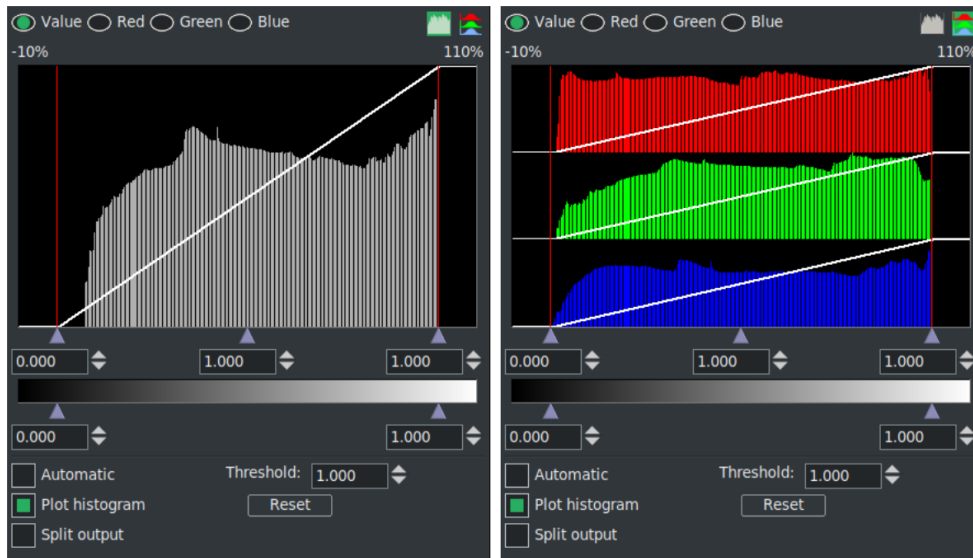 Value Red Green Blue
-10% 110%
0.000 1.000 1.000
0.000 1.000
Automatic Threshold: 1.000
Plot histogram Reset
Split output
Value Red Green Blue
-10% 110%
0.000 1.000 1.000
0.000 1.000
Automatic Threshold: 1.000
Plot histogram Reset
Split output